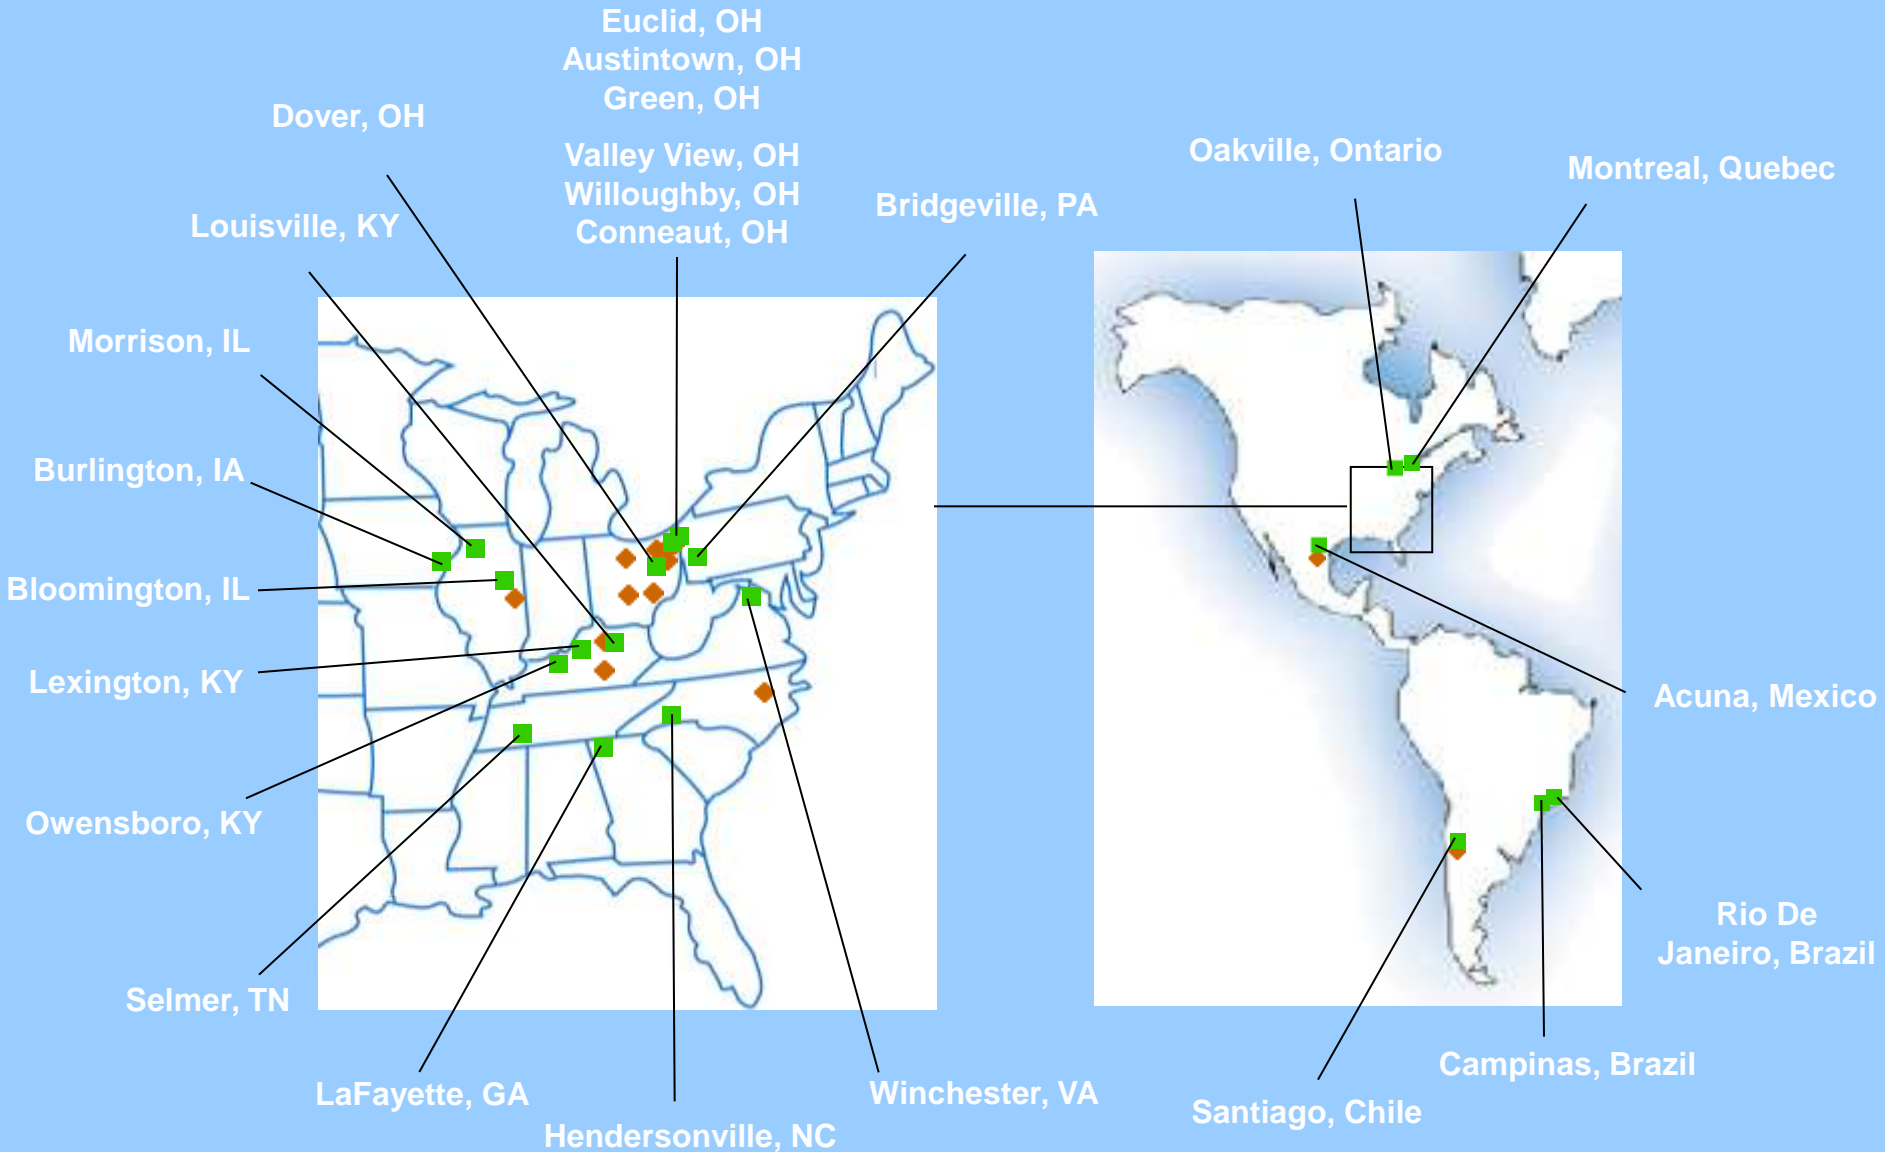 Euclid, OH
Austintown, OH
Green, OH
Dover, OH
Valley View, OH
Willoughby, OH
Conneaut, OH
Oakville, Ontario
Montreal, Quebec
Bridgeville, PA
Louisville, KY
Morrison, IL
Burlington, IA
Bloomington, IL
Lexington, KY
Acuna, Mexico
Owensboro, KY
Rio De
Janeiro, Brazil
Selmer, TN
Campinas, Brazil
LaFayette, GA
Winchester, VA
Santiago, Chile
Hendersonville, NC